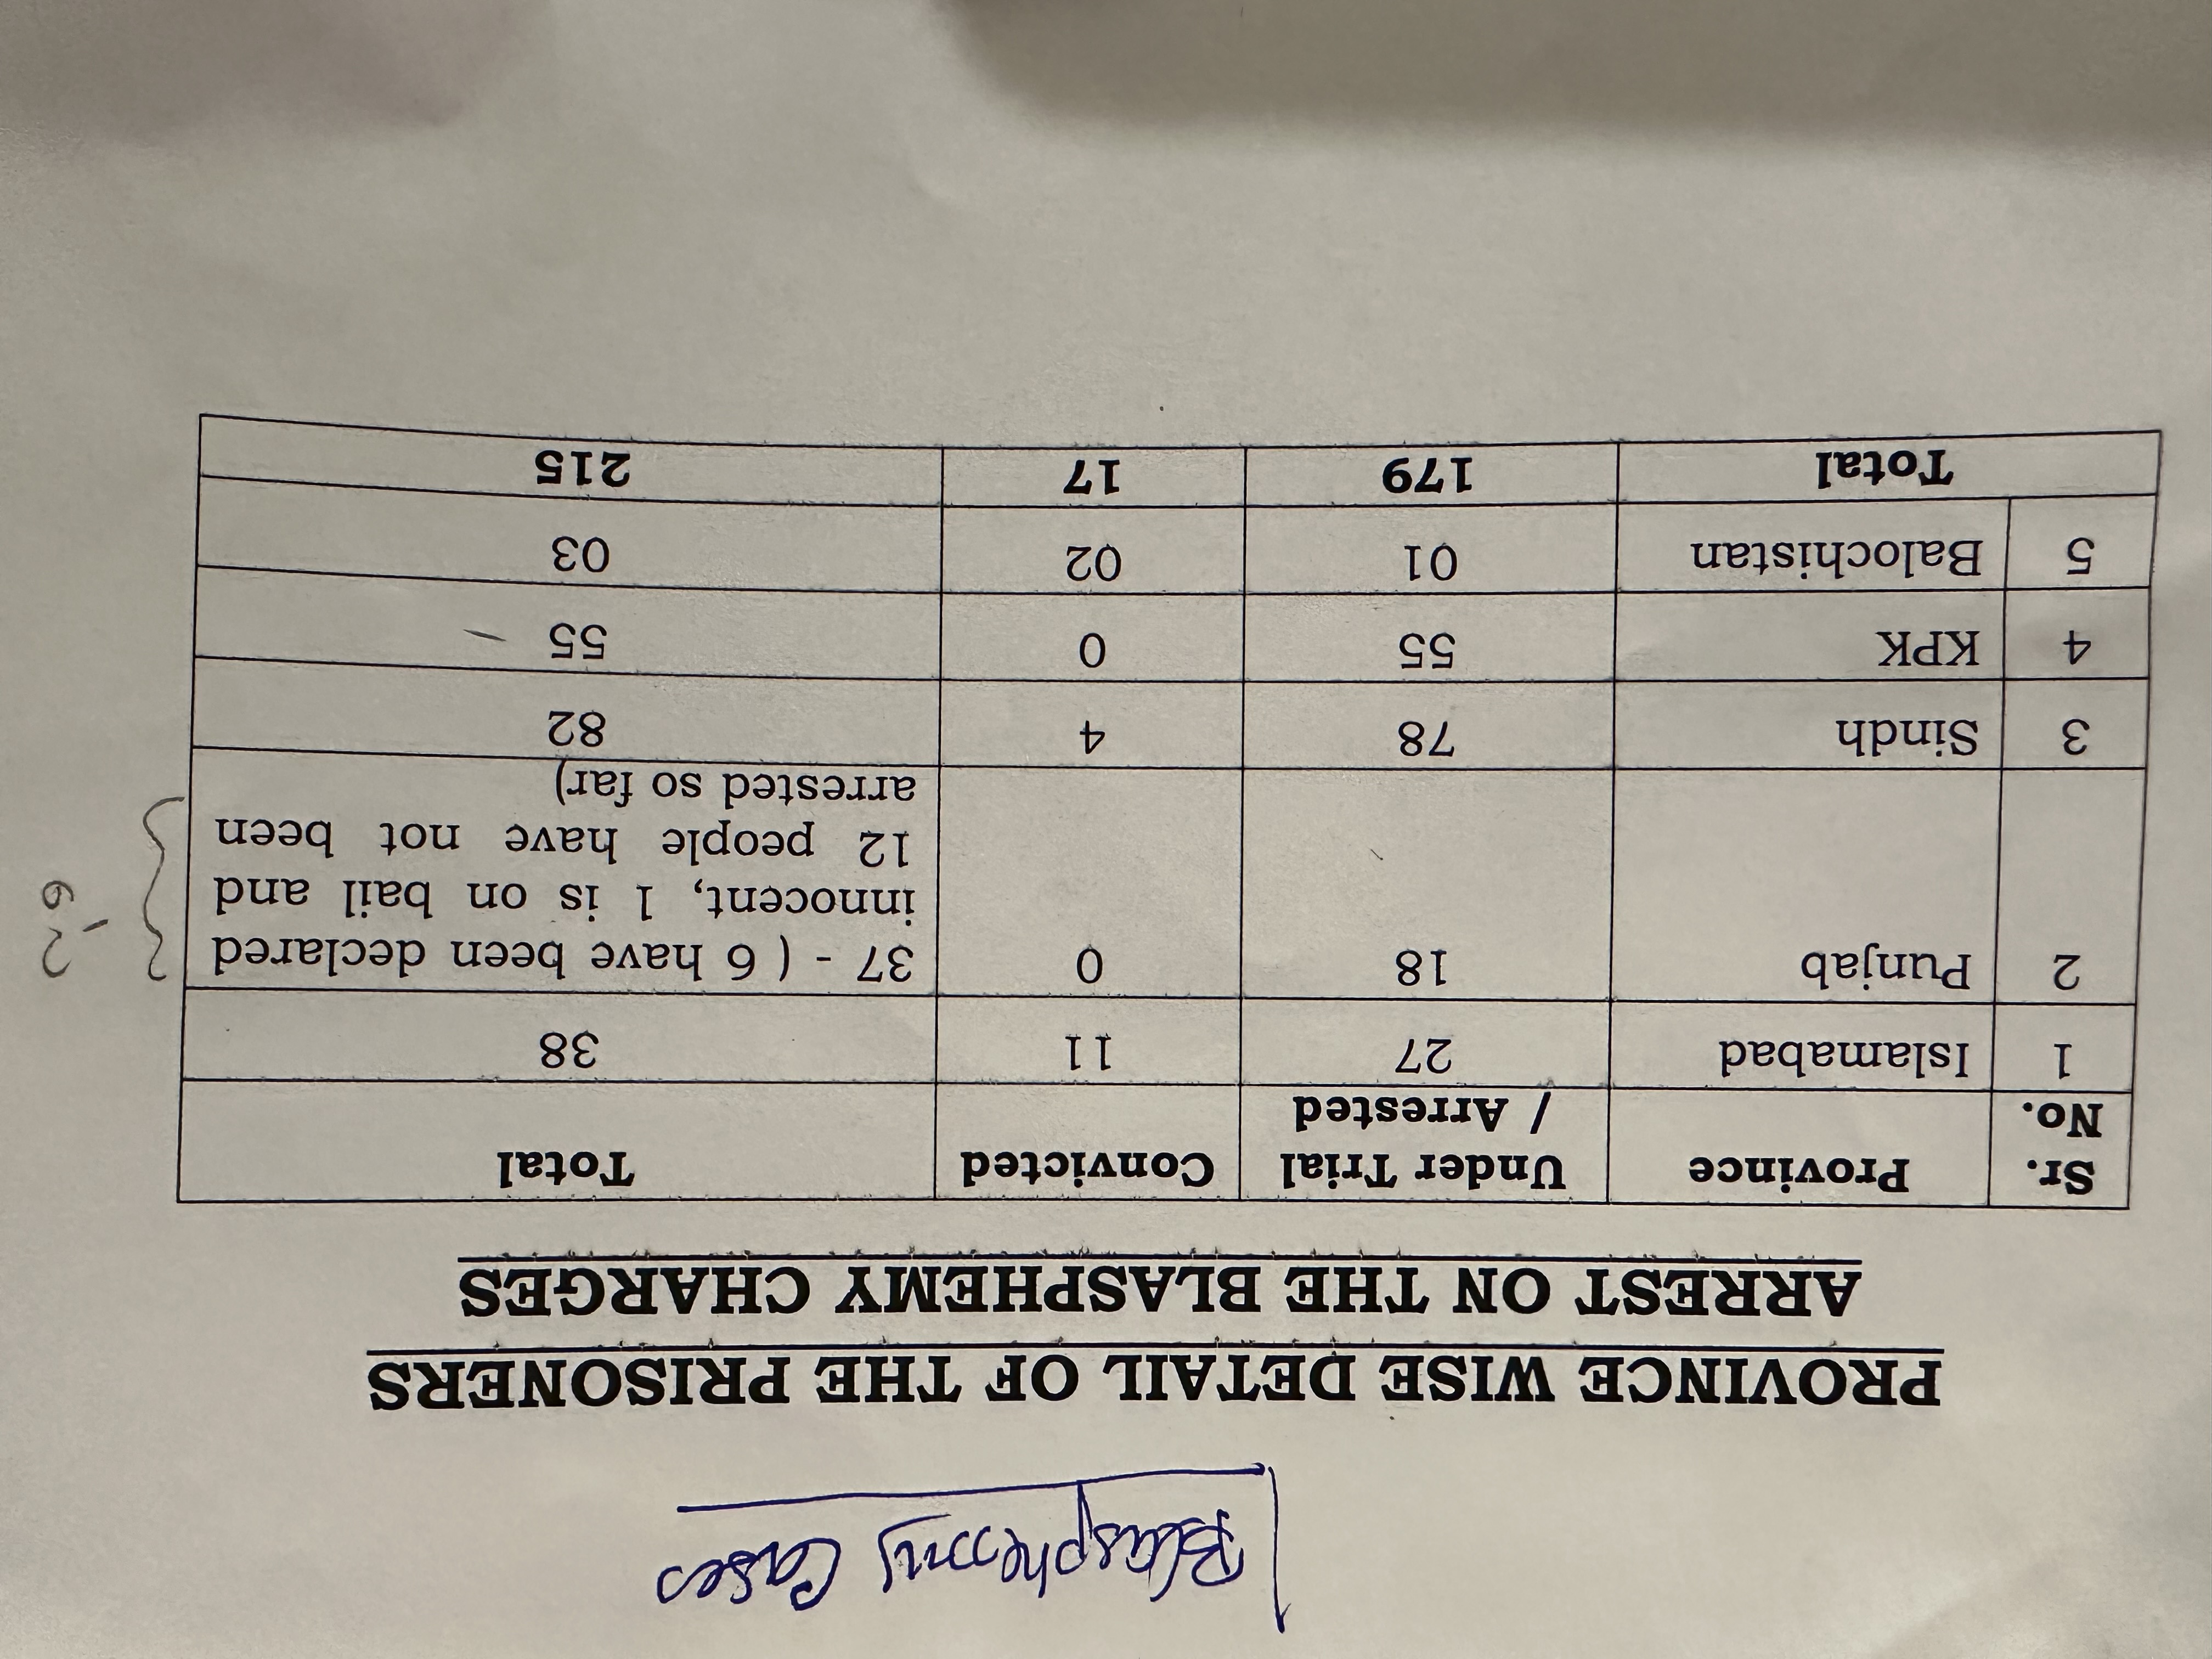 Blasphemy Cases
PROVINCE WISE DETAIL OF THE PRISONERS
ARREST ON THE BLASPHEMY CHARGES
Sr. No. Province Under Trial / Arrested Convicted Total
1 Islamabad 27 11 38
2 Punjab 18 0 37 - ( 6 have been declared
innocent, 1 is on bail and
12 people have not been
arrested so far)
3 Sindh 78 4 82
4 KPK 55 0 55
5 Balochistan 01 02 03
Total 179 17 215